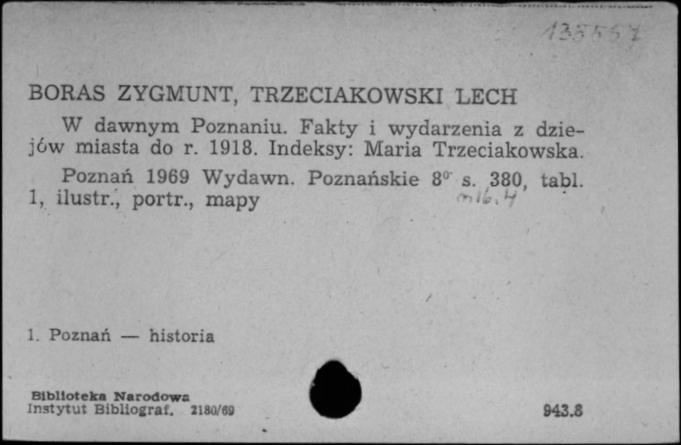 BORAS ZYGMUNT, TRZECIAKOWSKI LECH
W dawnym Poznaniu. Fakty i wydarzenia z dzie-
jów miasta do r. 1918. Indeksy: Maria Trzeciakowska.
Poznań 1969 Wydawn. Poznańskie 8° s. 380, tabl.
1, ilustr., portr., mapy
1. Poznań — historia
Biblioteka Narodowa
Instytut Bibliograf. 2180/69
943.8